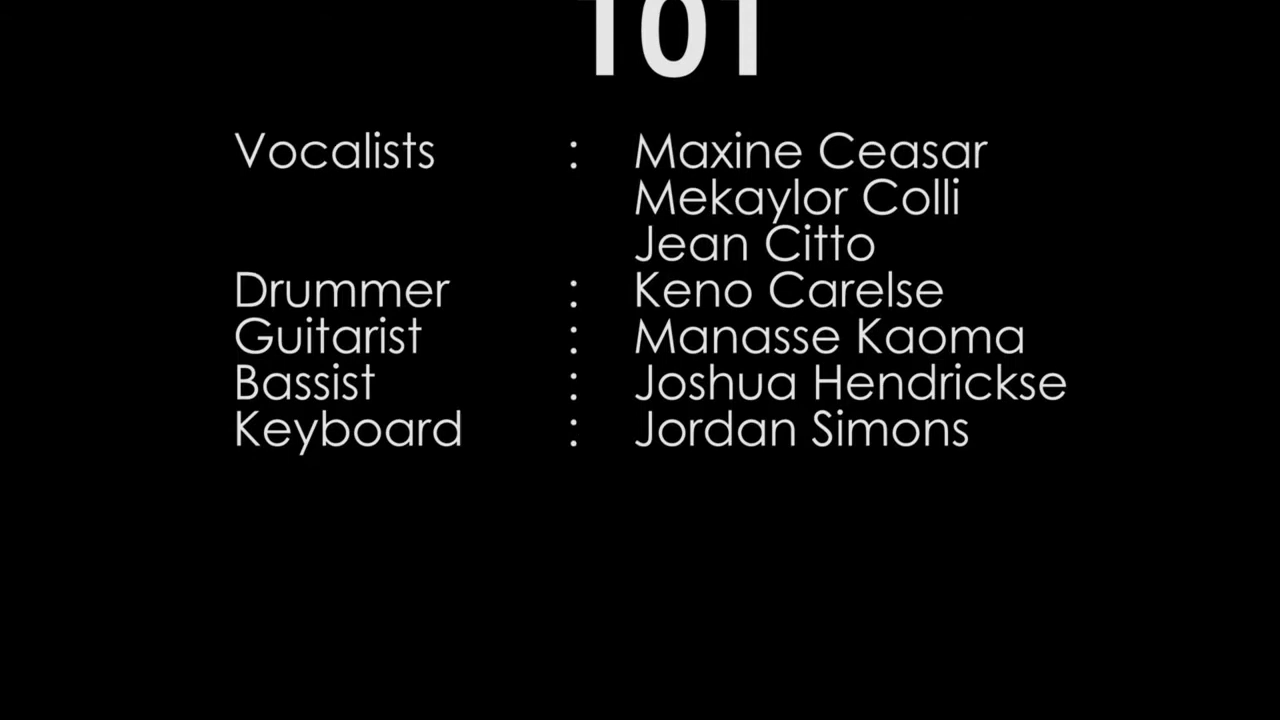 101
Vocalists : Maxine Ceasar
Mekaylor Colli
Jean Citto
Drummer : Keno Carelse
Guitarist : Manasse Kaoma
Bassist : Joshua Hendrickse
Keyboard : Jordan Simons